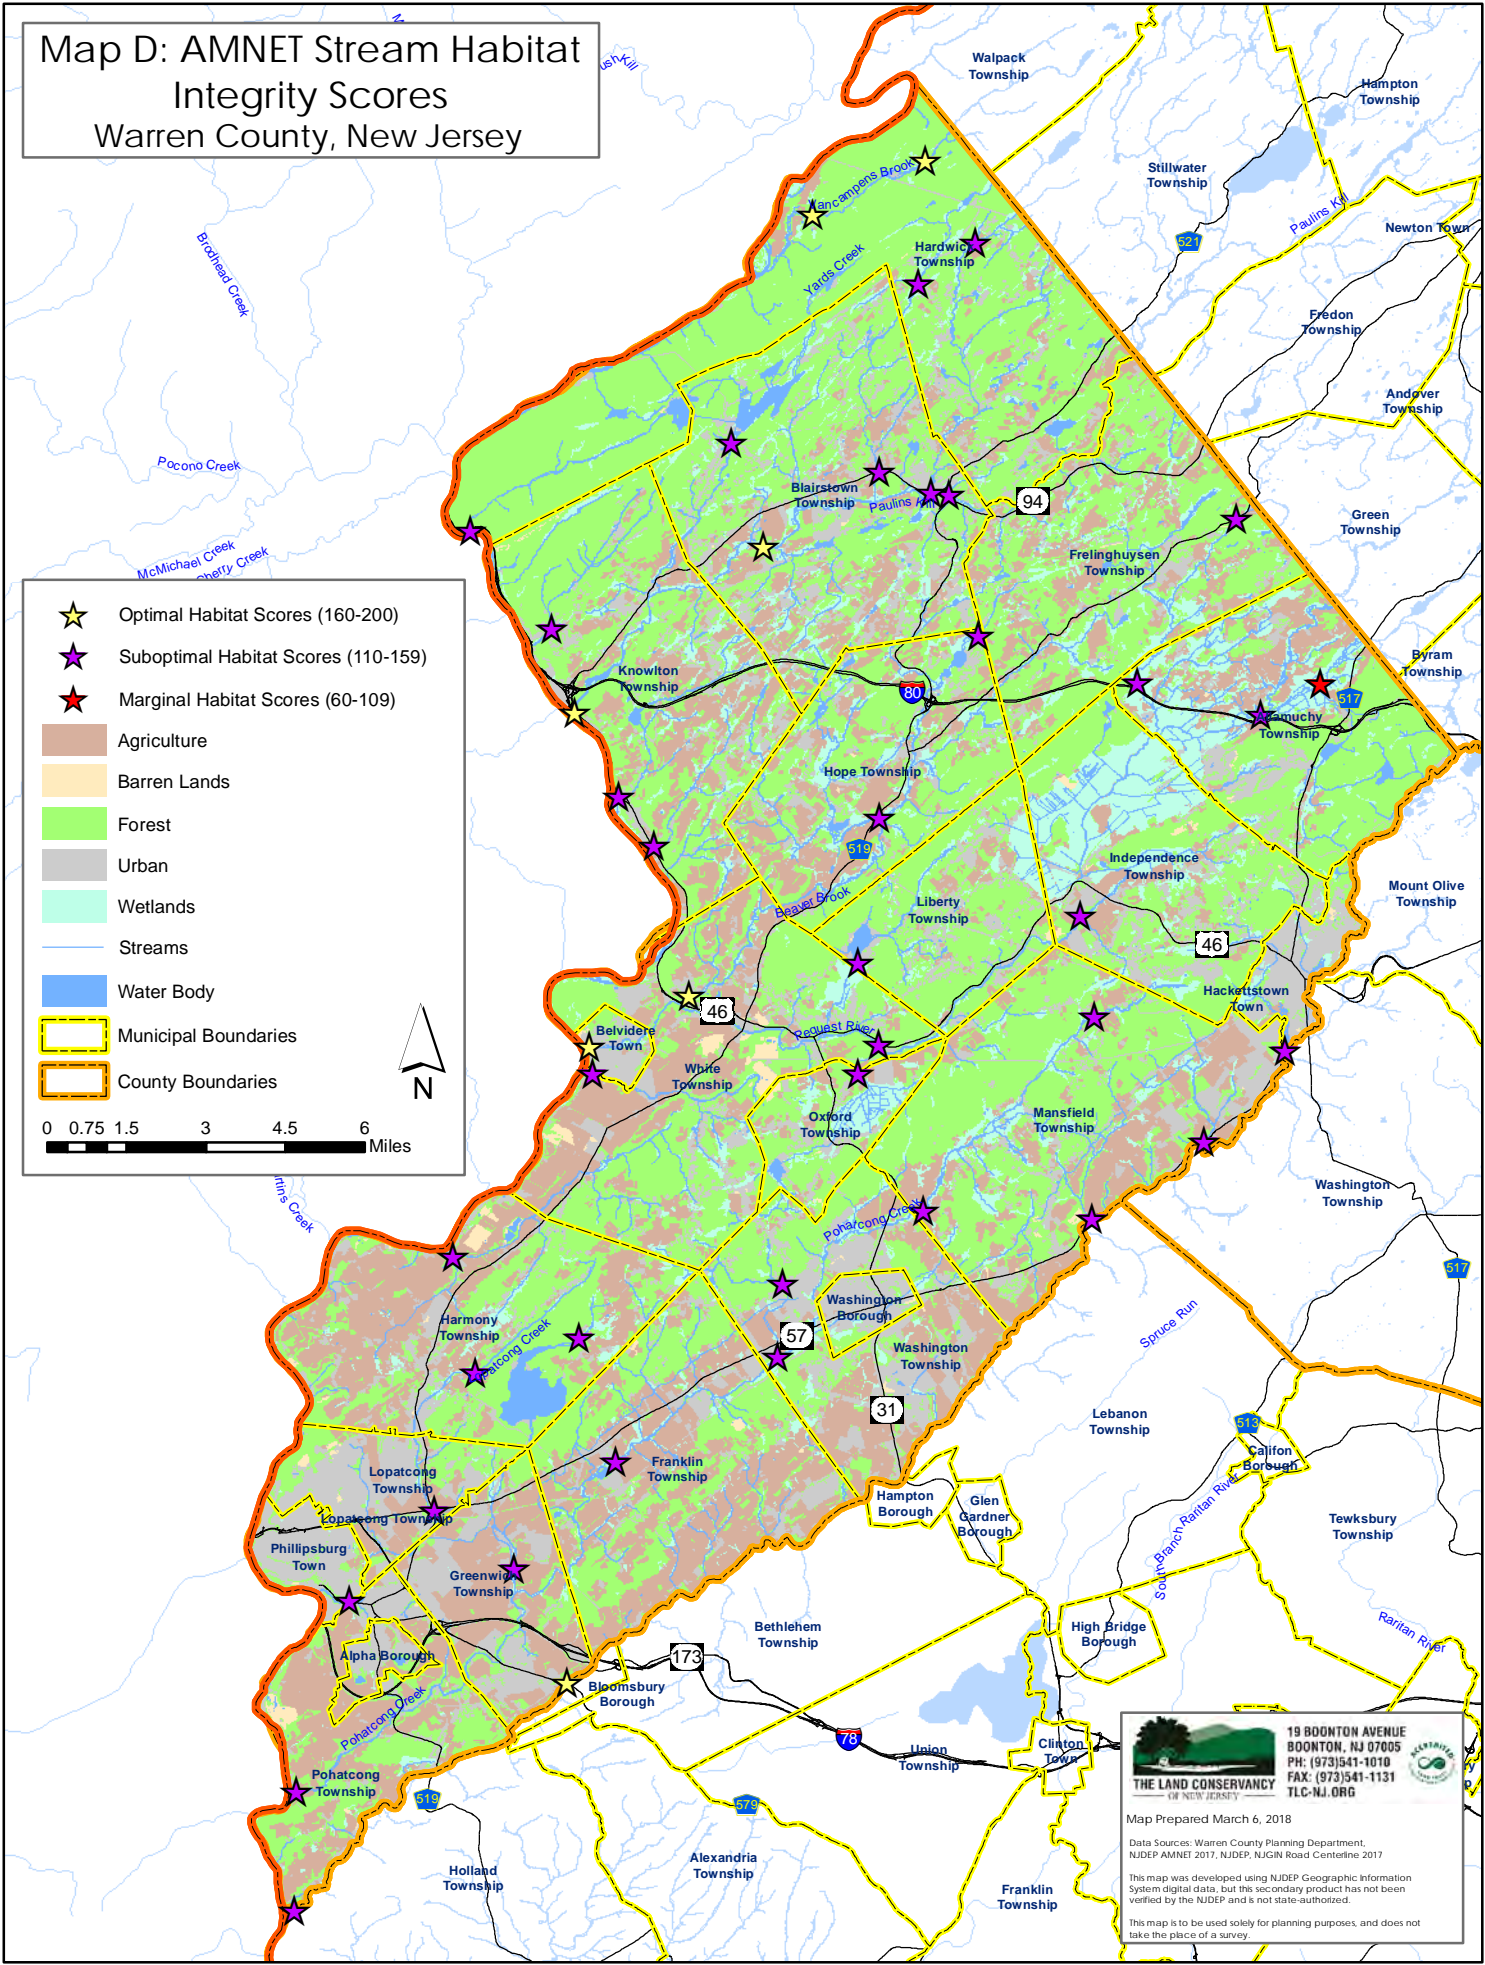 Map D: AMNET Stream Habitat
Integrity Scores
Warren County, New Jersey
ush Kill
Walpack
Township
Hampton
Township
Stillwater
Township
Paulins Kill
Newton Town
521
Vancampens Brook
Hardwick
Township
Yards Creek
Brodhead Creek
Fredon
Township
Andover
Township
Pocono Creek
Blairstown
Township
Paulins Kill
94
Green
Township
McMichael Creek
Cherry Creek
Frelinghuysen
Township
Optimal Habitat Scores (160-200)
Suboptimal Habitat Scores (110-159)
Marginal Habitat Scores (60-109)
Agriculture
Barren Lands
Forest
Urban
Wetlands
Streams
Water Body
Municipal Boundaries
County Boundaries
N
0 0.75 1.5 3 4.5 6
Miles
Knowlton
Township
80
Byram
Township
517
Allamuchy
Township
Hope Township
519
Independence
Township
Mount Olive
Township
Beaver Brook
Liberty
Township
46
Hackettstown
Town
46
Belvidere
Town
Request River
White
Township
Oxford
Township
Mansfield
Township
Washington
Township
rtins Creek
Pohatcong Creek
517
Washington
Borough
Harmony
Township
patcong Creek
57
Washington
Township
Spruce Run
31
Lebanon
Township
513
Califon
Borough
Franklin
Township
Lopatcong
Township
Lopatcong Township
Hampton
Borough
Glen
Gardner
Borough
South Branch Raritan River
Tewksbury
Township
Phillipsburg
Town
Greenwich
Township
Bethlehem
Township
High Bridge
Borough
Raritan River
Alpha Borough
173
Bloomsbury
Borough
Pohatcong Creek
78
Union
Township
Clinton
Town
Pohatcong
Township
519
579
Holland
Township
Alexandria
Township
Franklin
Township
THE LAND CONSERVANCY
OF NEW JERSEY
19 BOONTON AVENUE
BOONTON, NJ 07005
PH: (973)541-1010
FAX: (973)541-1131
TLC-NJ.ORG
ACCREDITED
Map Prepared March 6, 2018
Data Sources: Warren County Planning Department,
NJDEP AMNET 2017, NJDEP, NJGIN Road Centerline 2017
This map was developed using NJDEP Geographic Information
System digital data, but this secondary product has not been
verified by the NJDEP and is not state-authorized.
This map is to be used solely for planning purposes, and does not
take the place of a survey.